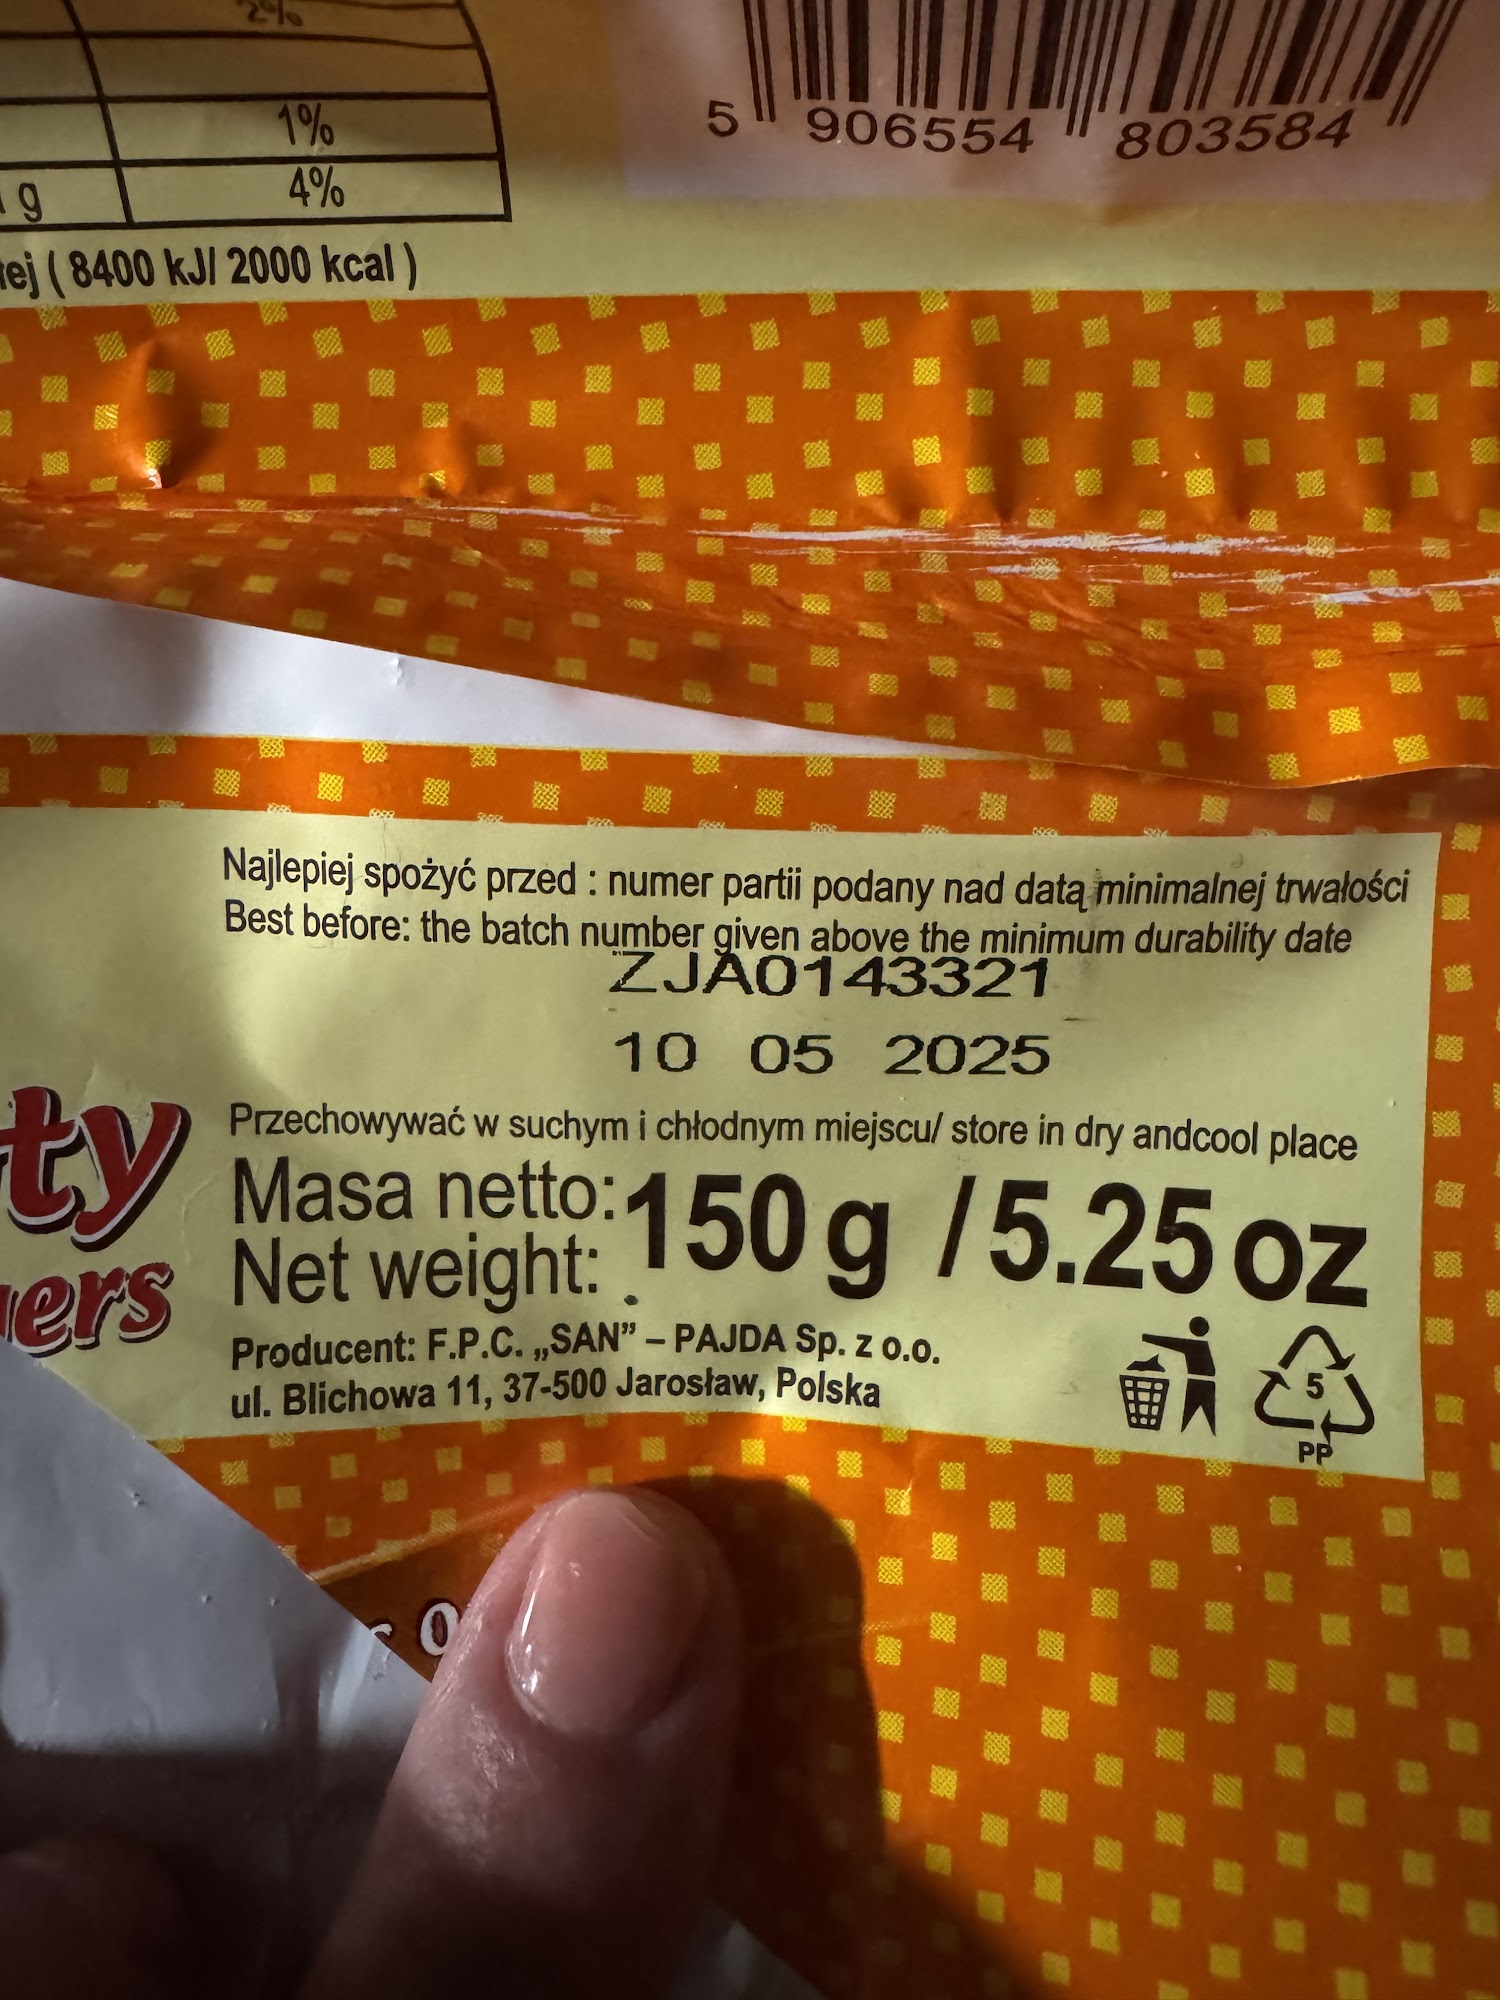 2%
1%
g 4%
( 8400 kJ/ 2000 kcal )
5 906554 803584
Najlepiej spożyć przed : numer partii podany nad datą minimalnej trwałości
Best before: the batch number given above the minimum durability date
ZJA0143321
10 05 2025
Przechowywać w suchym i chłodnym miejscu/ store in dry andcool place
Masa netto: 150 g / 5.25 oz
Net weight:
Producent: F.P.C. „SAN” – PAJDA Sp. z o.o.
ul. Blichowa 11, 37-500 Jarosław, Polska
5
PP